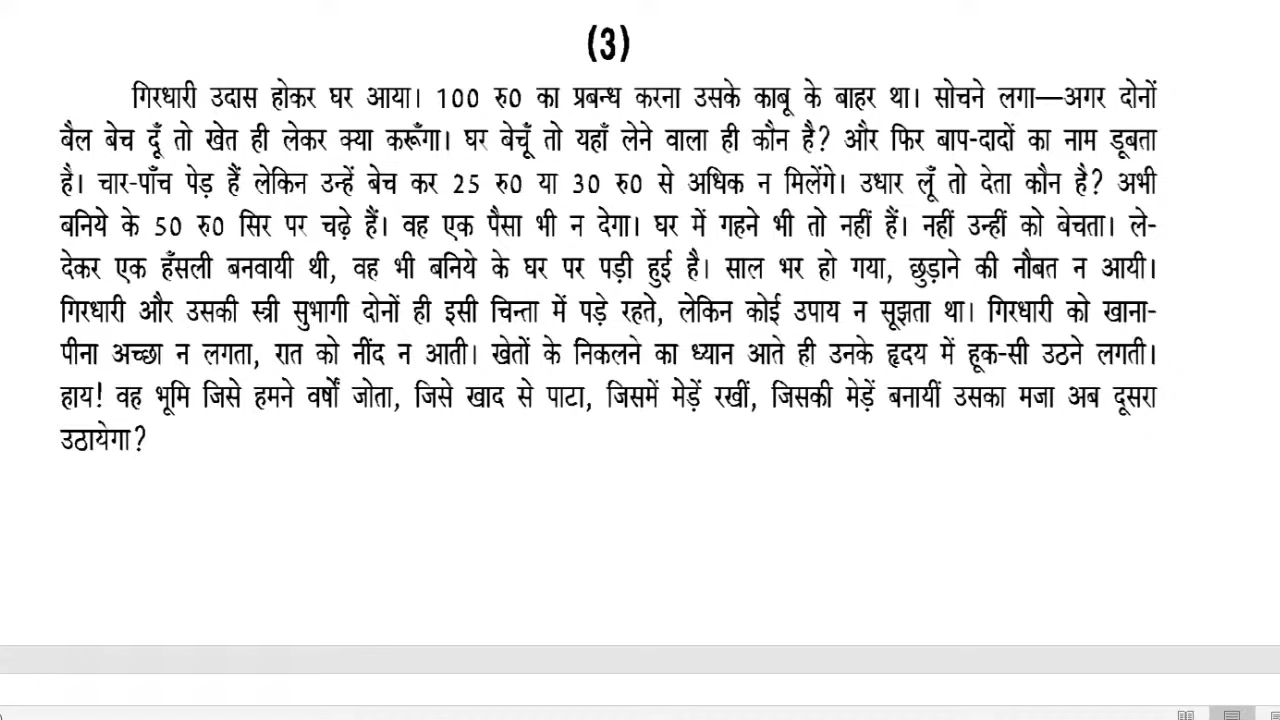 (3)
गिरधारी उदास होकर घर आया। 100 रु0 का प्रबन्ध करना उसके काबू के बाहर था। सोचने लगा—अगर दोनों
बैल बेच दूँ तो खेत ही लेकर क्या करूँगा। घर बेचूँ तो यहाँ लेने वाला ही कौन है? और फिर बाप-दादों का नाम डूबता
है। चार-पाँच पेड़ हैं लेकिन उन्हें बेच कर 25 रु0 या 30 रु0 से अधिक न मिलेंगे। उधार लूँ तो देता कौन है? अभी
बनिये के 50 रु0 सिर पर चढ़े हैं। वह एक पैसा भी न देगा। घर में गहने भी तो नहीं हैं। नहीं उन्हीं को बेचता। ले-
देकर एक हँसली बनवायी थी, वह भी बनिये के घर पर पड़ी हुई है। साल भर हो गया, छुड़ाने की नौबत न आयी।
गिरधारी और उसकी स्त्री सुभागी दोनों ही इसी चिन्ता में पड़े रहते, लेकिन कोई उपाय न सूझता था। गिरधारी को खाना-
पीना अच्छा न लगता, रात को नींद न आती। खेतों के निकलने का ध्यान आते ही उनके हृदय में हूक-सी उठने लगती।
हाय! वह भूमि जिसे हमने वर्षों जोता, जिसे खाद से पाटा, जिसमें मेड़ें रखीं, जिसकी मेड़ें बनायीं उसका मजा अब दूसरा
उठायेगा?